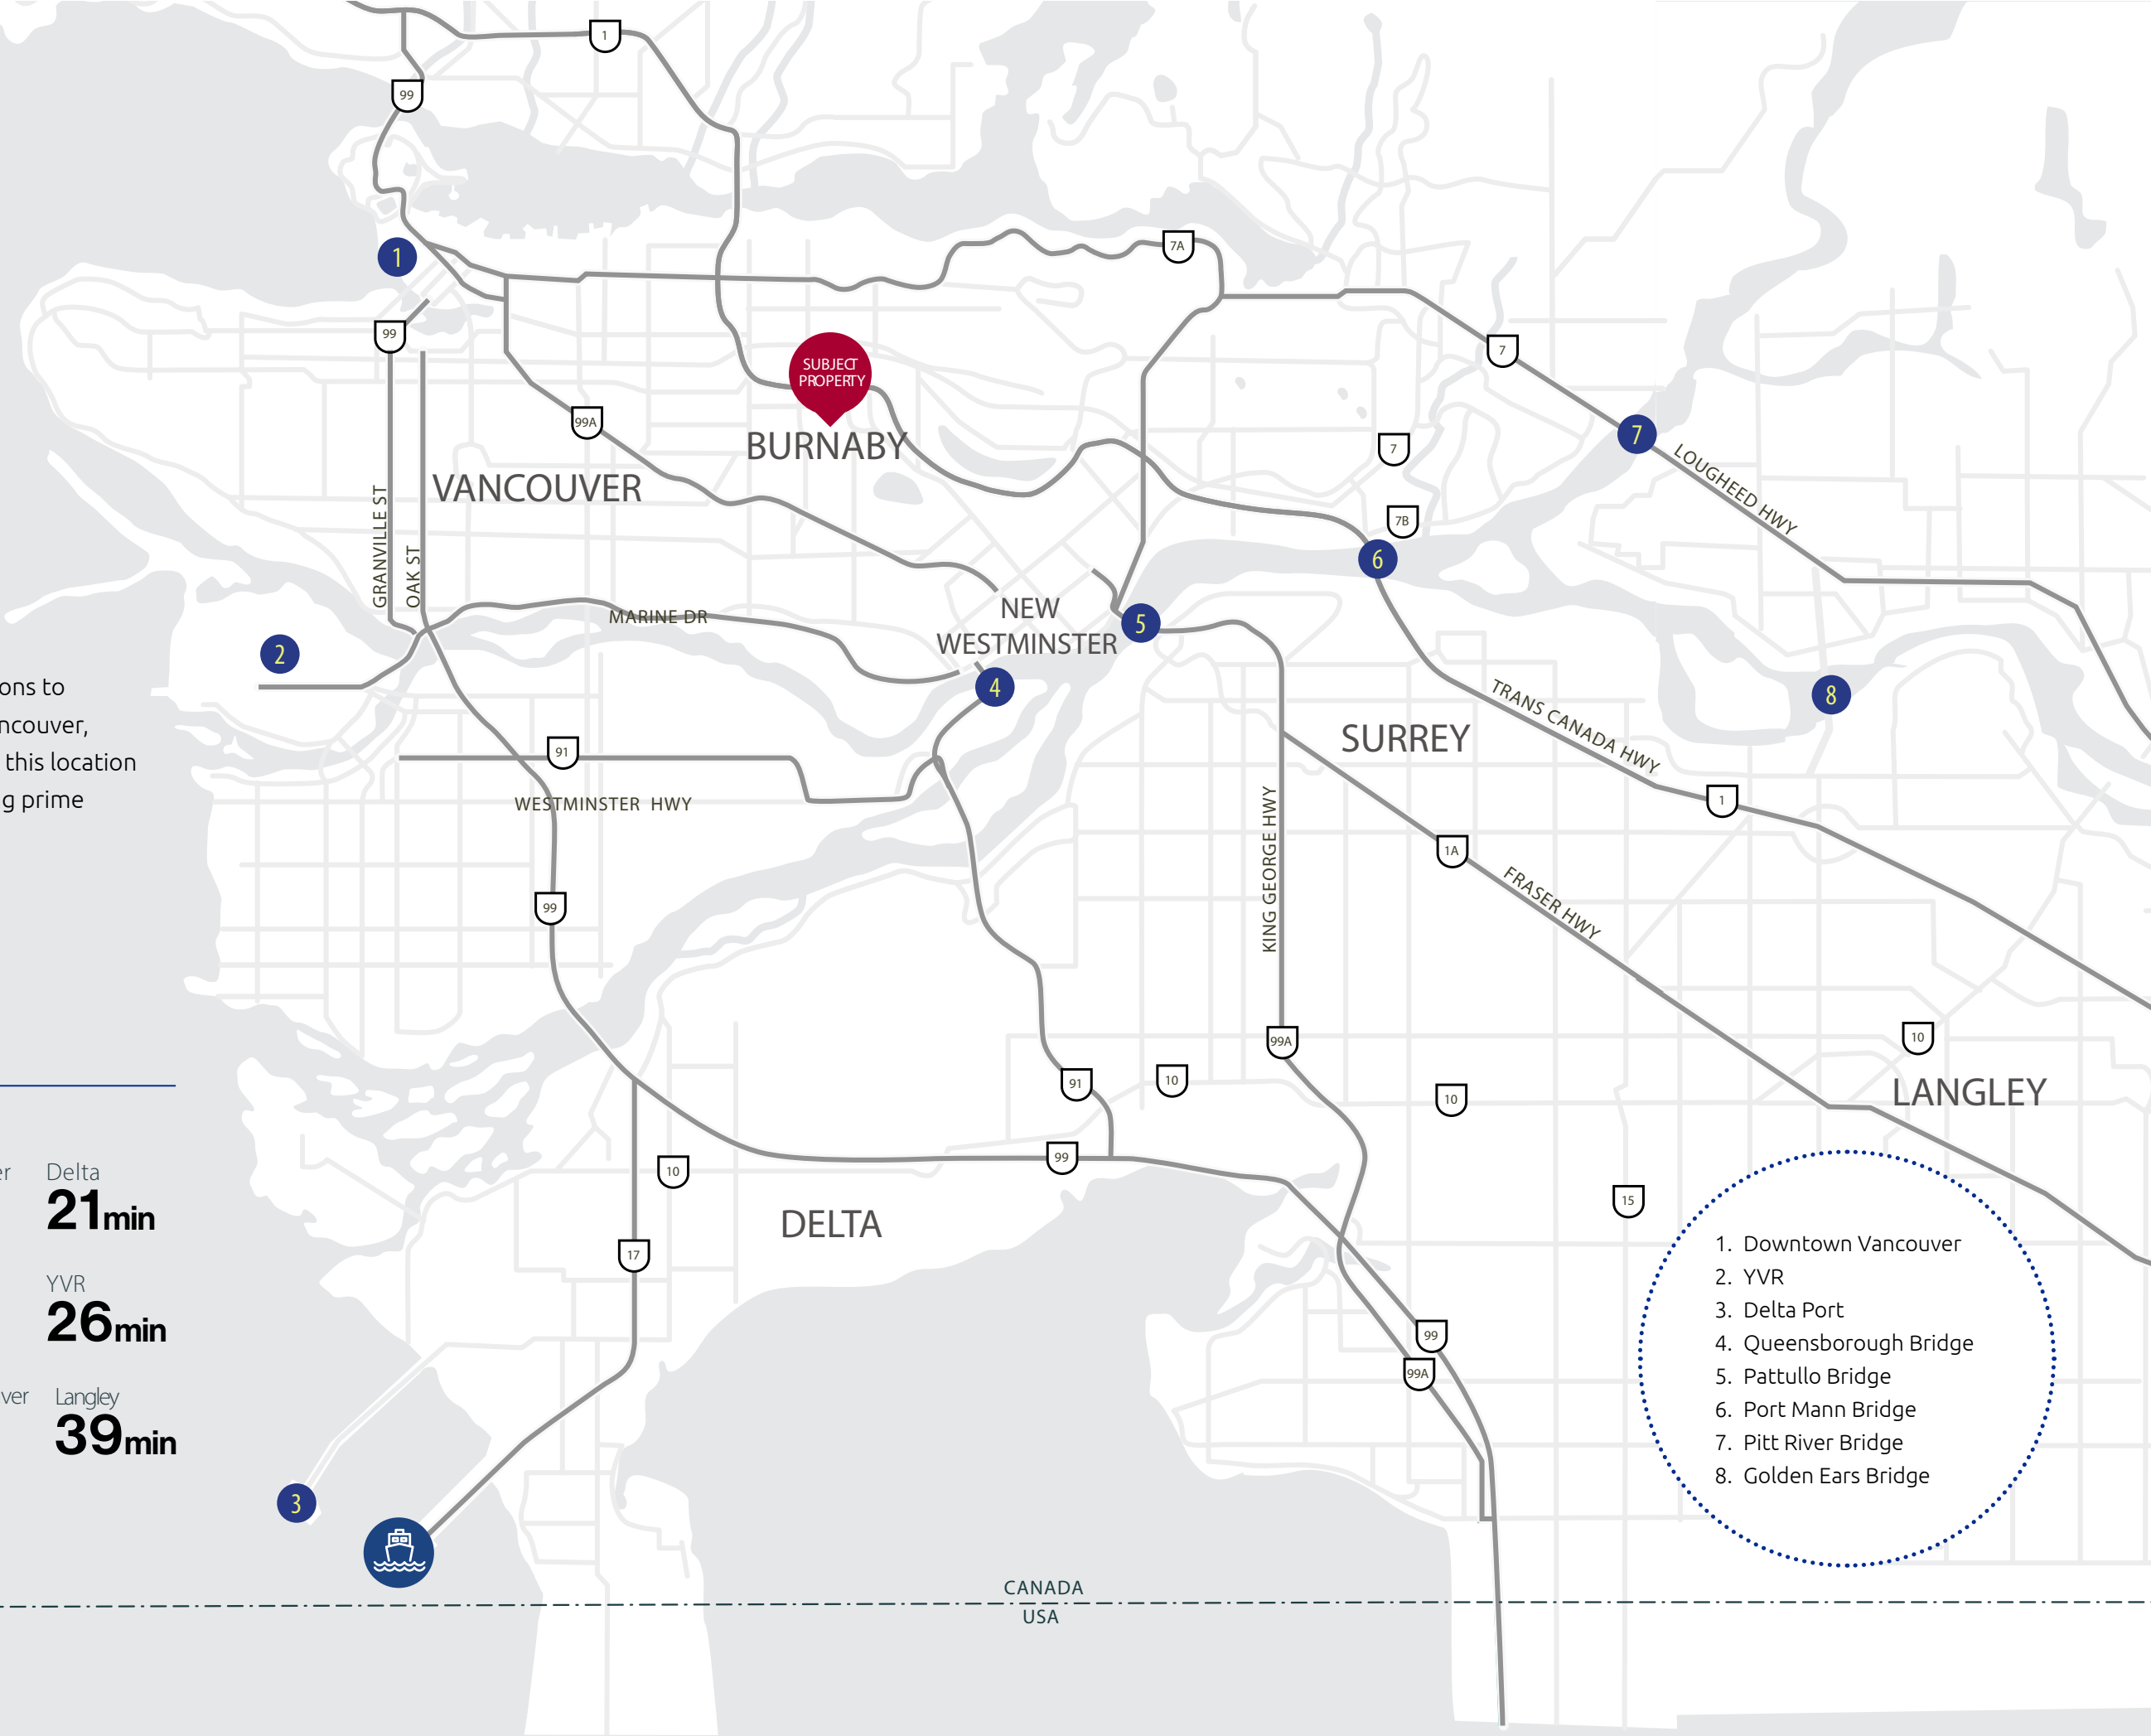 1
99
7A
1
99
7
SUBJECT
PROPERTY
99A
7
BURNABY
7
LOUGHEED HWY
VANCOUVER
GRANVILLE ST
OAK ST
7B
6
NEW
WESTMINSTER
MARINE DR
5
2
4
8
ons to
ncouver,
this location
g prime
TRANS CANADA HWY
SURREY
91
WESTMINSTER HWY
1
KING GEORGE HWY
1A
FRASER HWY
99
99A
10
91
10
10
LANGLEY
99
10
15
er Delta
21min
DELTA
17
YVR
26min
99
99A
ver Langley
39min
3
1. Downtown Vancouver
2. YVR
3. Delta Port
4. Queensborough Bridge
5. Pattullo Bridge
6. Port Mann Bridge
7. Pitt River Bridge
8. Golden Ears Bridge
CANADA
USA